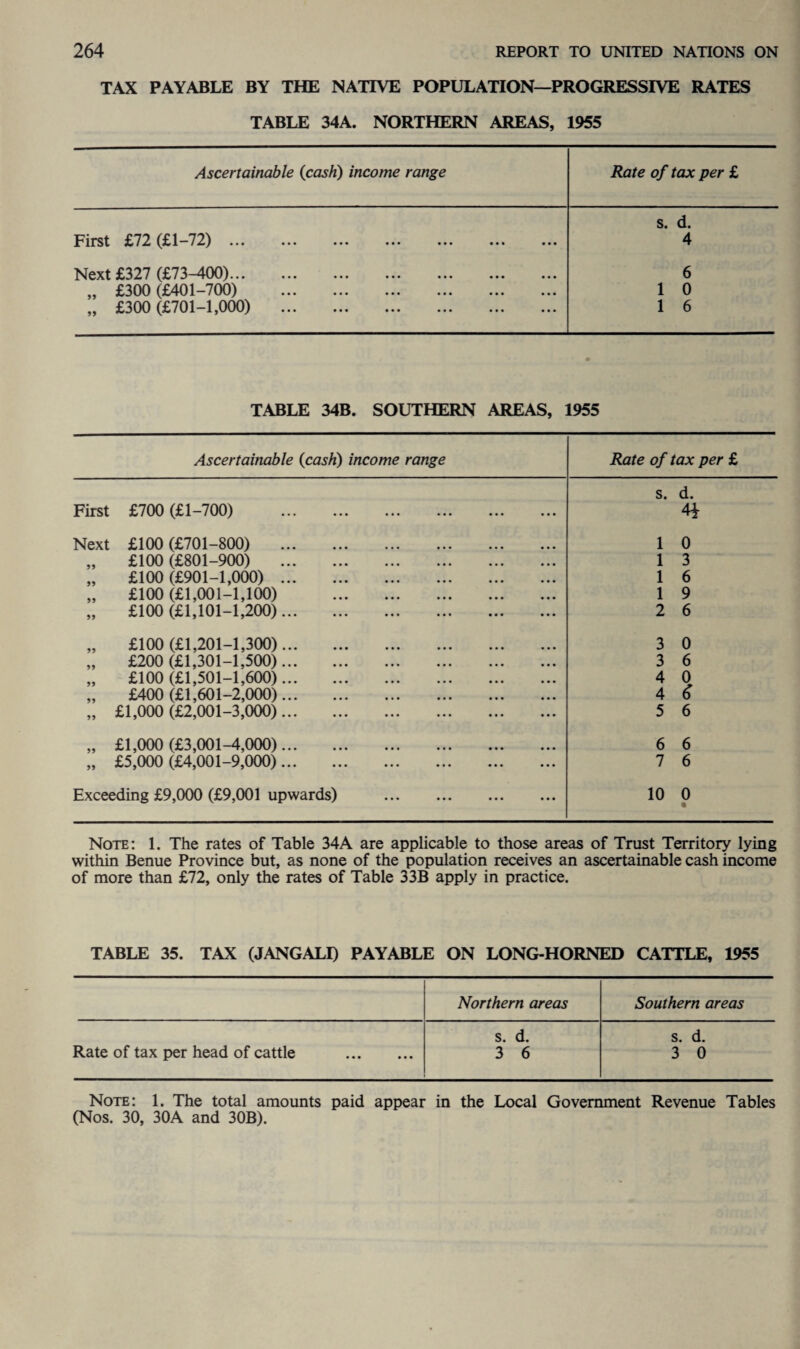 264 REPORT TO UNITED NATIONS ON
TAX PAYABLE BY THE NATIVE POPULATION—PROGRESSIVE RATES
TABLE 34A. NORTHERN AREAS, 1955
Ascertainable (cash) income range Rate of tax per £
s. d.
First £72 (£1-72) ... ... ... ... ... ... ... 4
Next £327 (£73-400)... ... ... ... ... ... ... 6
„ £300 (£401-700) ... ... ... ... ... ... 1 0
„ £300 (£701-1,000) ... ... ... ... ... ... 1 6
TABLE 34B. SOUTHERN AREAS, 1955
Ascertainable (cash) income range Rate of tax per £
s. d.
First £700 (£1-700) ... ... ... ... ... ... 4½
Next £100 (£701-800) ... ... ... ... ... ... 1 0
„ £100 (£801-900) ... ... ... ... ... ... 1 3
„ £100 (£901-1,000) ... ... ... ... ... ... 1 6
„ £100 (£1,001-1,100) ... ... ... ... ... 1 9
„ £100 (£1,101-1,200)... ... ... ... ... ... 2 6
„ £100 (£1,201-1,300)... ... ... ... ... ... 3 0
„ £200 (£1,301-1,500)... ... ... ... ... ... 3 6
„ £100 (£1,501-1,600)... ... ... ... ... ... 4 0
„ £400 (£1,601-2,000)... ... ... ... ... ... 4 6
„ £1,000 (£2,001-3,000)... ... ... ... ... ... 5 6
„ £1,000 (£3,001-4,000)... ... ... ... ... ... 6 6
„ £5,000 (£4,001-9,000)... ... ... ... ... ... 7 6
Exceeding £9,000 (£9,001 upwards) ... ... ... ... 10 0
NOTE: 1. The rates of Table 34A are applicable to those areas of Trust Territory lying
within Benue Province but, as none of the population receives an ascertainable cash income
of more than £72, only the rates of Table 33B apply in practice.
TABLE 35. TAX (JANGALI) PAYABLE ON LONG-HORNED CATTLE, 1955
Northern areas Southern areas
s. d. s. d.
Rate of tax per head of cattle ... ... 3 6 3 0
NOTE: 1. The total amounts paid appear in the Local Government Revenue Tables
(Nos. 30, 30A and 30B).